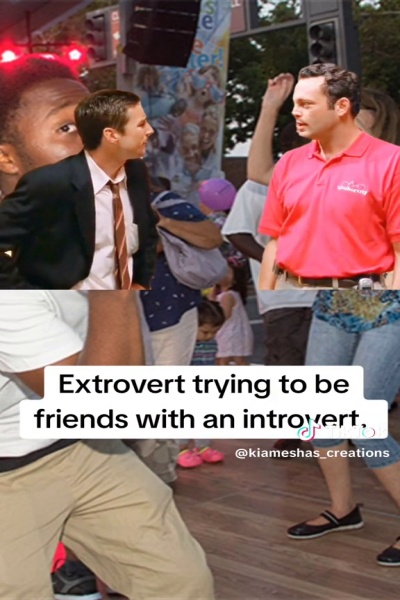 Extrovert trying to be
friends with an introvert.
@kiameshas_creations